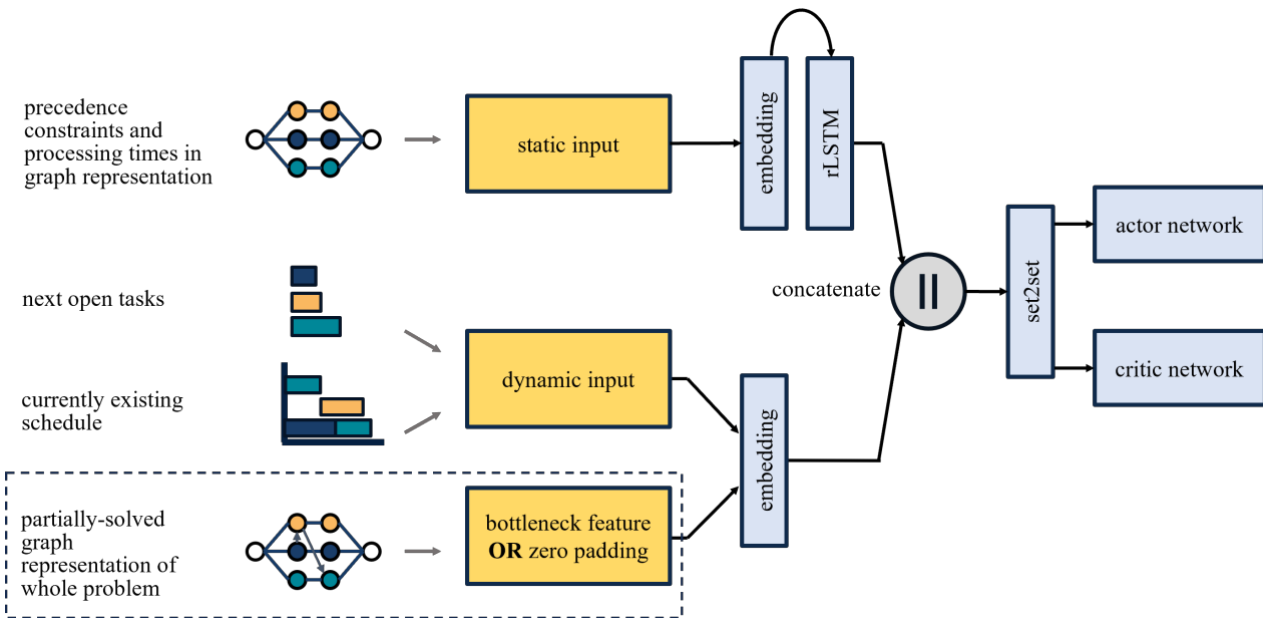 precedence
constraints and
processing times in
graph representation
static input
embedding
rLSTM
next open tasks
currently existing
schedule
dynamic input
partially-solved
graph
representation of
whole problem
bottleneck feature
OR zero padding
embedding
concatenate
||
set2set
actor network
critic network